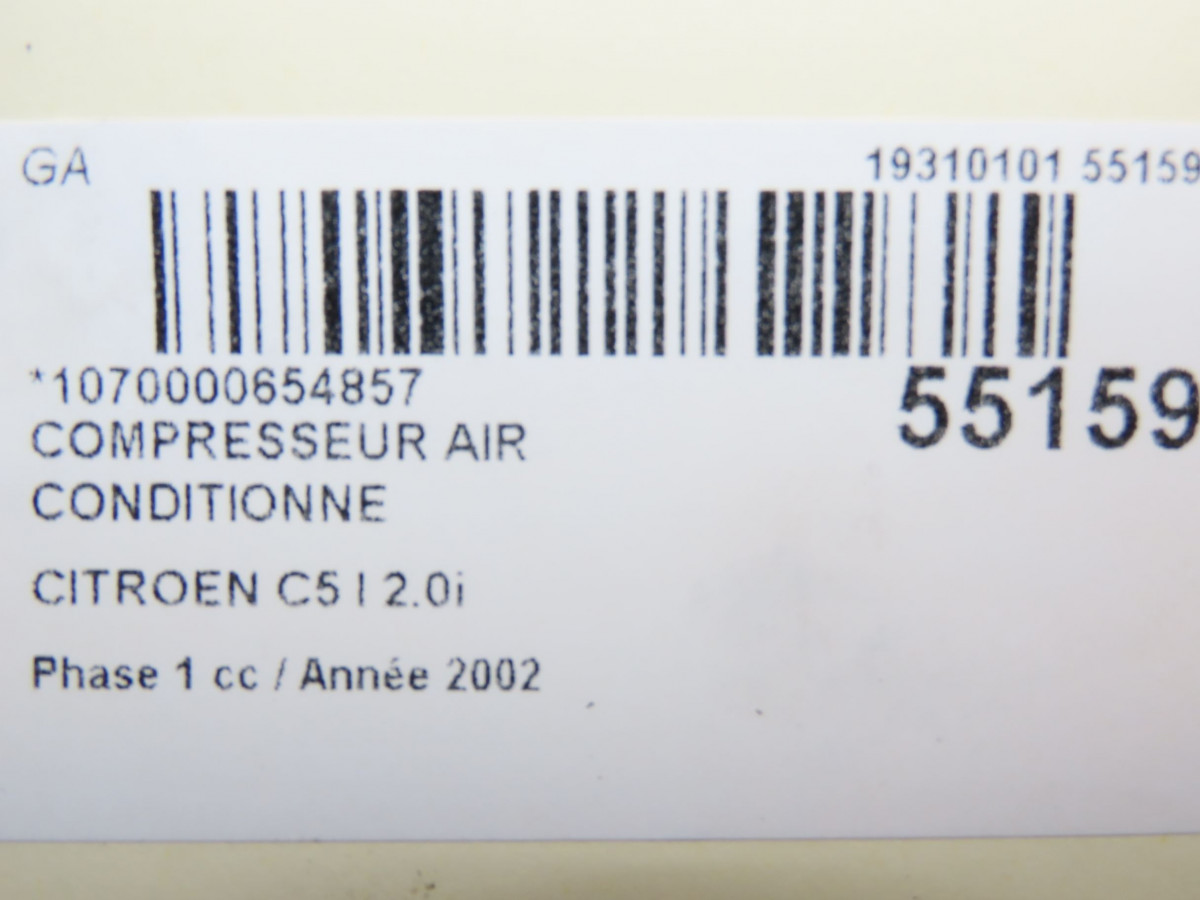 GA 19310101 55159
*1070000654857
55159
COMPRESSEUR AIR
CONDITIONNE
CITROEN C5 I 2.0i
Phase 1 cc / Année 2002